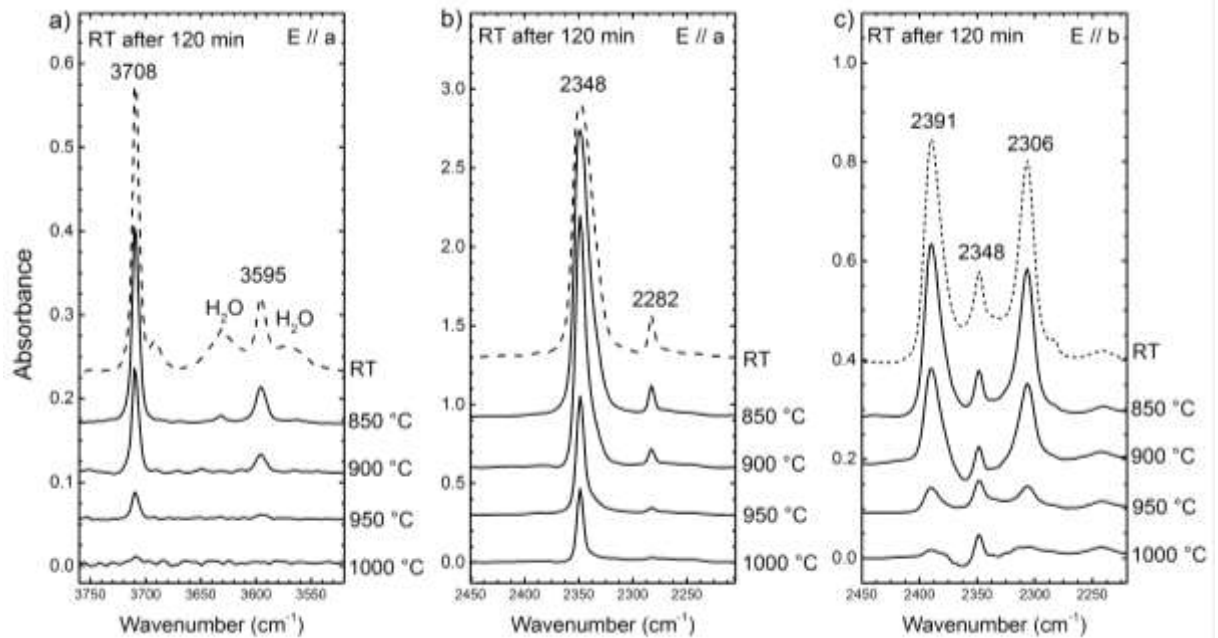 a)
RT after 120 min E // a
3708
3595
H2O
H2O
RT
850 °C
900 °C
950 °C
1000 °C
0.6
0.5
0.4
0.3
0.2
0.1
0.0
Absorbance
3750 3700 3650 3600 3550
Wavenumber (cm-1)
b)
RT after 120 min E // a
2348
2282
RT
850 °C
900 °C
950 °C
1000 °C
3.0
2.5
2.0
1.5
1.0
0.5
0.0
2450 2400 2350 2300 2250
Wavenumber (cm-1)
c)
RT after 120 min E // b
2391
2306
2348
RT
850 °C
900 °C
950 °C
1000 °C
1.0
0.8
0.6
0.4
0.2
0.0
2450 2400 2350 2300 2250
Wavenumber (cm-1)